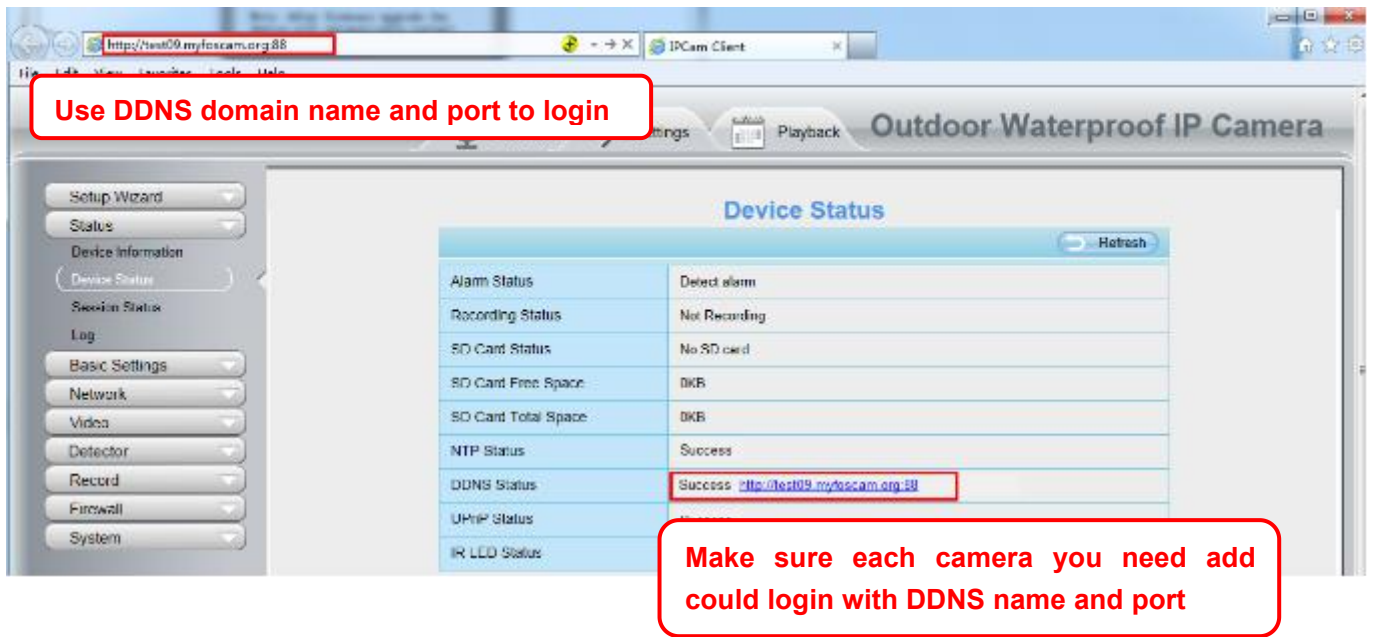 http://test09.myfoscam.org:88
IPCam Client
Use DDNS domain name and port to login
Playback
Outdoor Waterproof IP Camera
Setup Wizard
Status
Device Information
Device Status
Session Status
Log
Basic Settings
Network
Video
Detector
Record
Firewall
System
Device Status
Refresh
Alarm Status Detect alarm
Recording Status Not Recording
SD Card Status No SD card
SD Card Free Space 0KB
SD Card Total Space 0KB
NTP Status Success
DDNS Status Success http://test09.myfoscam.org:88
UPnP Status
IR LED Status
Make sure each camera you need add
could login with DDNS name and port